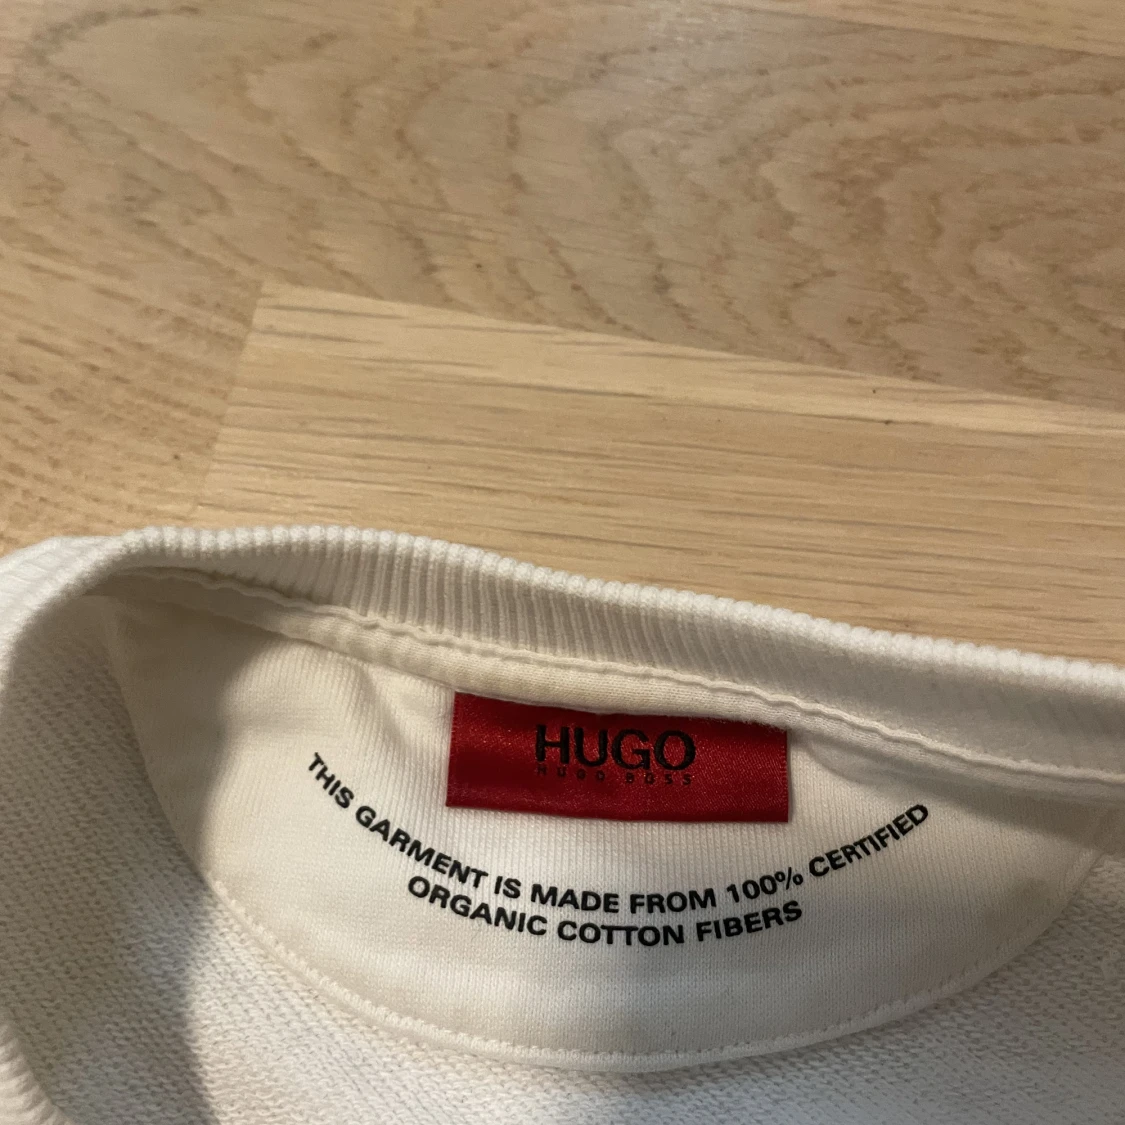 HUGO
HUGO BOSS
THIS GARMENT IS MADE FROM 100% CERTIFIED
ORGANIC COTTON FIBERS